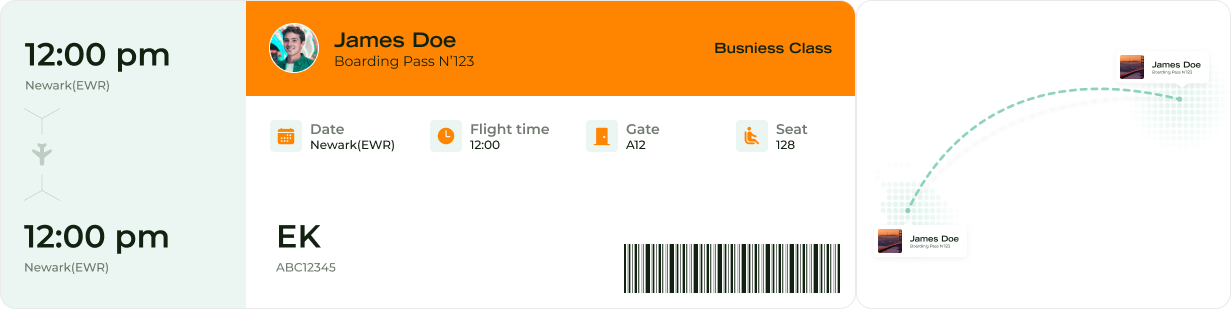 12:00 pm
Newark(EWR)
12:00 pm
Newark(EWR)
James Doe
Boarding Pass N'123
Busniess Class
Date
Newark(EWR)
Flight time
12:00
Gate
A12
Seat
128
EK
ABC12345
James Doe
Boarding Pass N'123
James Doe
Boarding Pass N'123